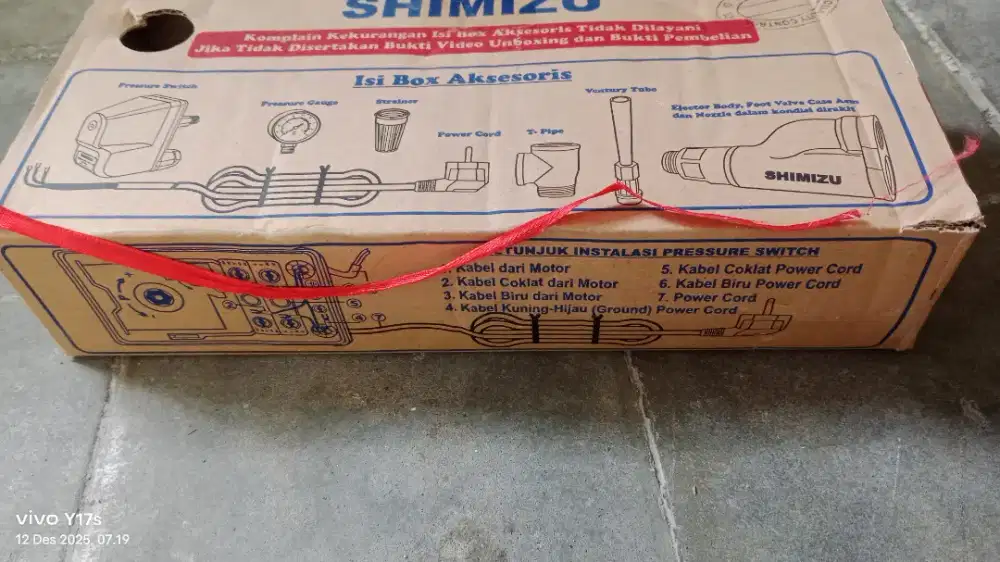 SHIMIZU
Komplain Kekurangan Isi Box Aksesoris Tidak Dilayani
Jika Tidak Disertakan Bukti Video Unboxing dan Bukti Pembelian
Isi Box Aksesoris
Pressure Switch
Pressure Gauge
Strainer
Power Cord
T- Pipe
Ventury Tube
Ejector Body, Foot Valve Case Asm
dan Nozzle dalam kondisi dirakit
SHIMIZU
TUNJUK INSTALASI PRESSURE SWITCH
1. Kabel dari Motor
2. Kabel Coklat dari Motor
3. Kabel Biru dari Motor
4. Kabel Kuning-Hijau (Ground) Power Cord
5. Kabel Coklat Power Cord
6. Kabel Biru Power Cord
7. Power Cord
vivo Y17s
12 Des 2025, 07.19